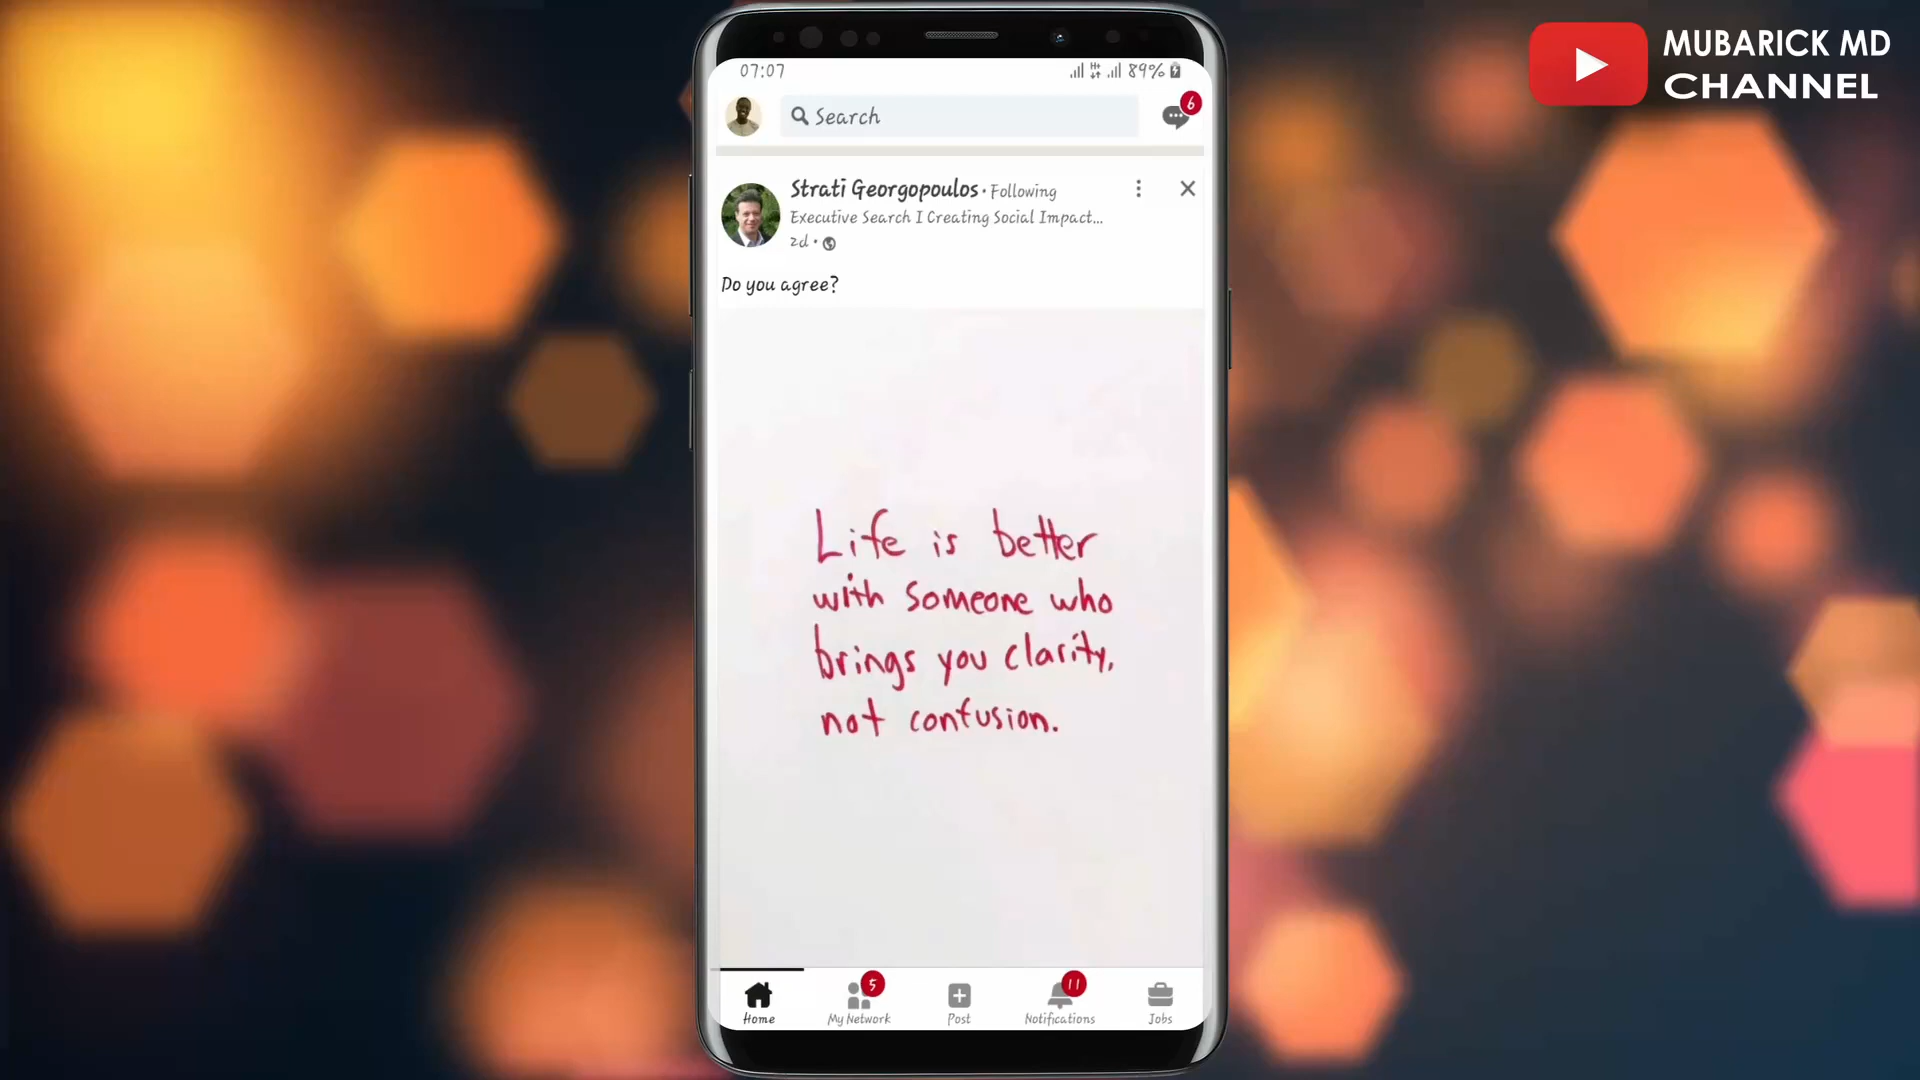 MUBARICK MD
CHANNEL
07:07
89%
6
Search
Strati Georgopoulos • Following
Executive Search I Creating Social Impact...
2d •
Do you agree?
Life is better
with someone who
brings you clarity,
not confusion.
5
11
Home
My Network
Post
Notifications
Jobs